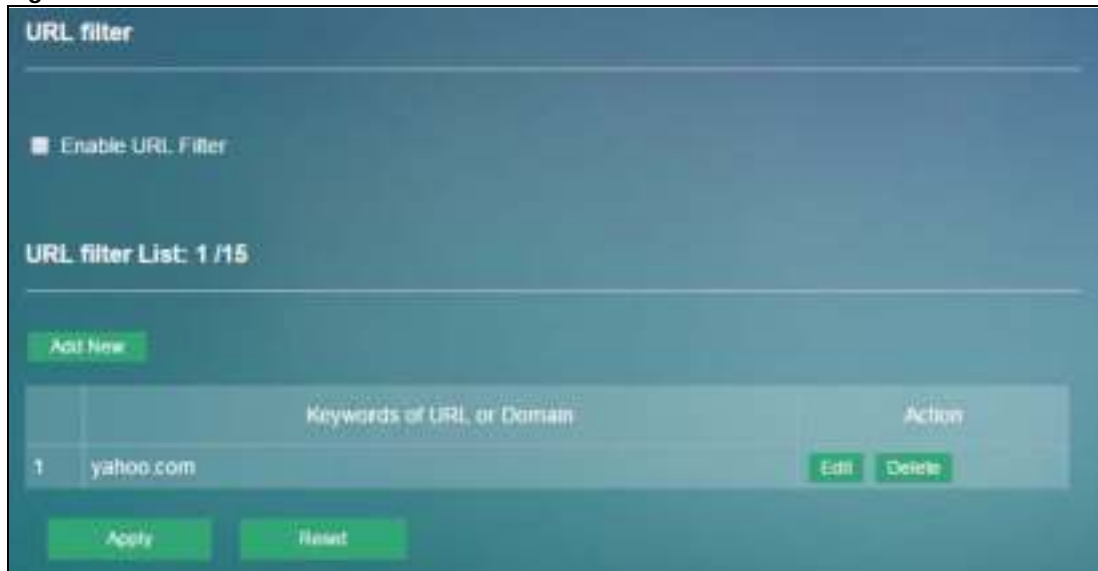 URL filter
Enable URL Filter
URL filter List: 1 /15
Add New
Keywords of URL or Domain Action
1 yahoo.com Edit Delete
Apply Reset